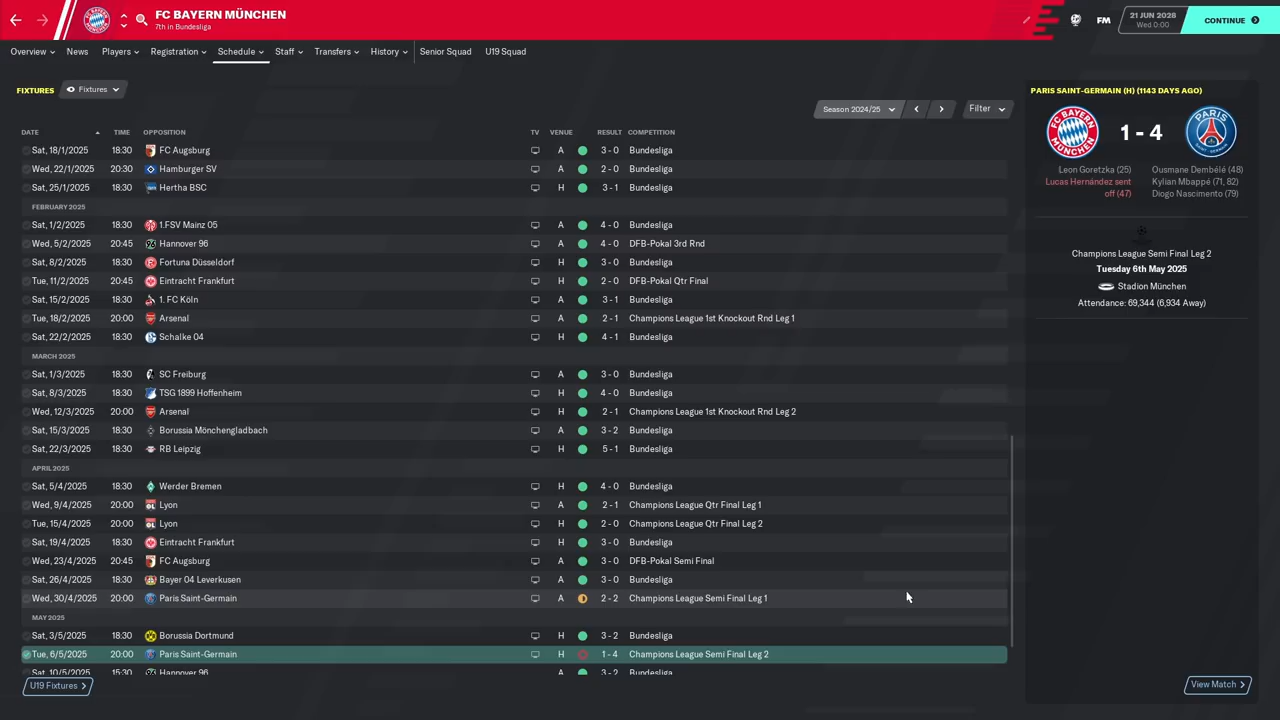 FC BAYERN MÜNCHEN
7th in Bundesliga
FM
21 JUN 2028
Wed 0:00
CONTINUE
Overview
News
Players
Registration
Schedule
Staff
Transfers
History
Senior Squad
U19 Squad
FIXTURES
Fixtures
Season 2024/25
Filter
DATE TIME OPPOSITION TV VENUE RESULT COMPETITION
Sat, 18/1/2025 18:30 FC Augsburg A 3 - 0 Bundesliga
Wed, 22/1/2025 20:30 Hamburger SV A 2 - 0 Bundesliga
Sat, 25/1/2025 18:30 Hertha BSC H 3 - 1 Bundesliga
FEBRUARY 2025
Sat, 1/2/2025 18:30 1.FSV Mainz 05 A 4 - 0 Bundesliga
Wed, 5/2/2025 20:45 Hannover 96 A 4 - 0 DFB-Pokal 3rd Rnd
Sat, 8/2/2025 18:30 Fortuna Düsseldorf H 3 - 0 Bundesliga
Tue, 11/2/2025 20:45 Eintracht Frankfurt H 2 - 0 DFB-Pokal Qtr Final
Sat, 15/2/2025 18:30 1. FC Köln A 3 - 1 Bundesliga
Tue, 18/2/2025 20:00 Arsenal A 2 - 1 Champions League 1st Knockout Rnd Leg 1
Sat, 22/2/2025 18:30 Schalke 04 H 4 - 1 Bundesliga
MARCH 2025
Sat, 1/3/2025 18:30 SC Freiburg A 3 - 0 Bundesliga
Sat, 8/3/2025 18:30 TSG 1899 Hoffenheim H 4 - 0 Bundesliga
Wed, 12/3/2025 20:00 Arsenal H 2 - 1 Champions League 1st Knockout Rnd Leg 2
Sat, 15/3/2025 18:30 Borussia Mönchengladbach A 3 - 2 Bundesliga
Sat, 22/3/2025 18:30 RB Leipzig H 5 - 1 Bundesliga
APRIL 2025
Sat, 5/4/2025 18:30 Werder Bremen H 4 - 0 Bundesliga
Wed, 9/4/2025 20:00 Lyon A 2 - 1 Champions League Qtr Final Leg 1
Tue, 15/4/2025 20:00 Lyon H 2 - 0 Champions League Qtr Final Leg 2
Sat, 19/4/2025 18:30 Eintracht Frankfurt H 3 - 0 Bundesliga
Wed, 23/4/2025 20:45 FC Augsburg A 3 - 0 DFB-Pokal Semi Final
Sat, 26/4/2025 18:30 Bayer 04 Leverkusen A 3 - 0 Bundesliga
Wed, 30/4/2025 20:00 Paris Saint-Germain A 2 - 2 Champions League Semi Final Leg 1
MAY 2025
Sat, 3/5/2025 18:30 Borussia Dortmund H 3 - 2 Bundesliga
Tue, 6/5/2025 20:00 Paris Saint-Germain H 1 - 4 Champions League Semi Final Leg 2
Sat, 10/5/2025 15:30 Hannover 96 A 3 - 2 Bundesliga
U19 Fixtures
PARIS SAINT-GERMAIN (H) (1143 DAYS AGO)
1 - 4
Leon Goretzka (25)
Lucas Hernández sent
off (47)
Ousmane Dembélé (48)
Kylian Mbappé (71, 82)
Diogo Nascimento (79)
Champions League Semi Final Leg 2
Tuesday 6th May 2025
Stadion München
Attendance: 69,344 (6,934 Away)
View Match